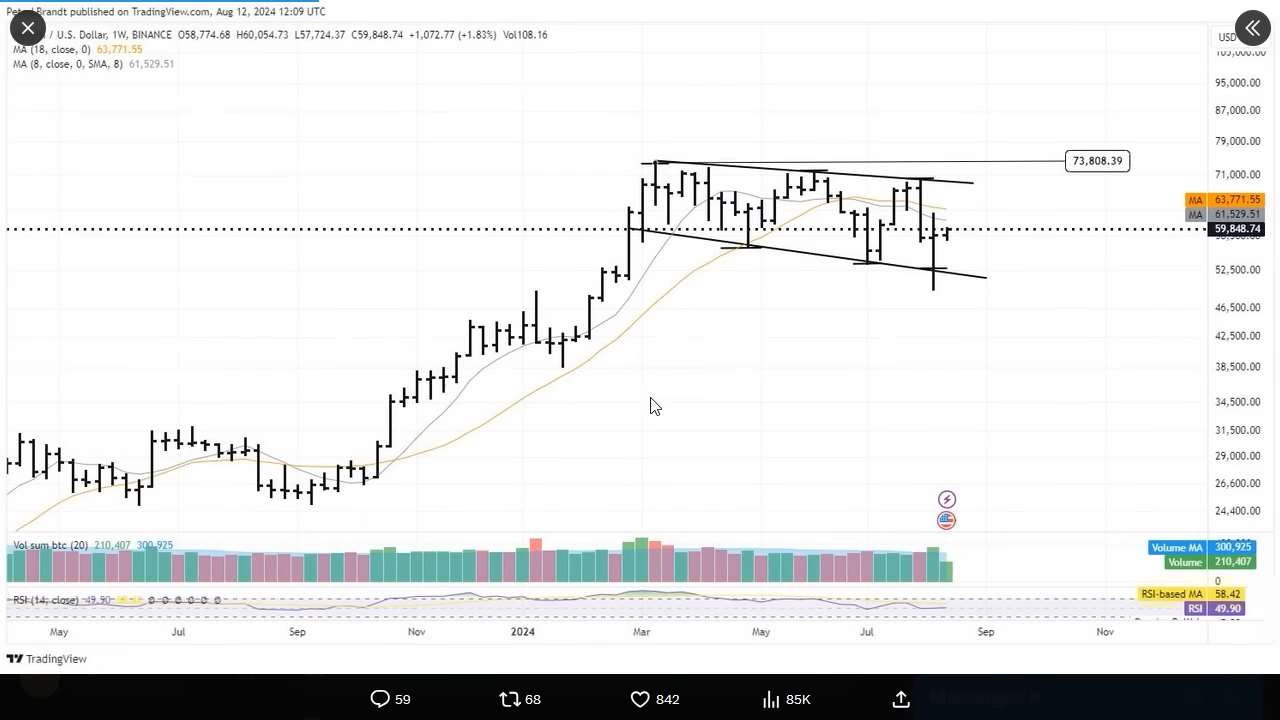 Pete Brandt published on TradingView.com, Aug 12, 2024 12:09 UTC
/ U.S. Dollar, 1W, BINANCE O58,774.68 H60,054.73 L57,724.37 C59,848.74 +1,072.77 (+1.83%) Vol108.16
USD
MA (18, close, 0) 63,771.55
MA (8, close, 0, SMA, 8) 61,529.51
103,000.00
95,000.00
87,000.00
79,000.00
73,808.39
71,000.00
MA 63,771.55
MA 61,529.51
59,848.74
52,500.00
46,500.00
42,500.00
38,500.00
34,500.00
31,500.00
29,000.00
26,600.00
24,400.00
Vol sum btc (20) 210,407 300,925
Volume MA 300,925
Volume 210,407
0
RSI (14, close) 49.90 ∅ ∅ ∅ ∅ ∅ ∅
RSI-based MA 58.42
RSI 49.90
May Jul Sep Nov 2024 Mar May Jul Sep Nov
TradingView
59 68 842 85K